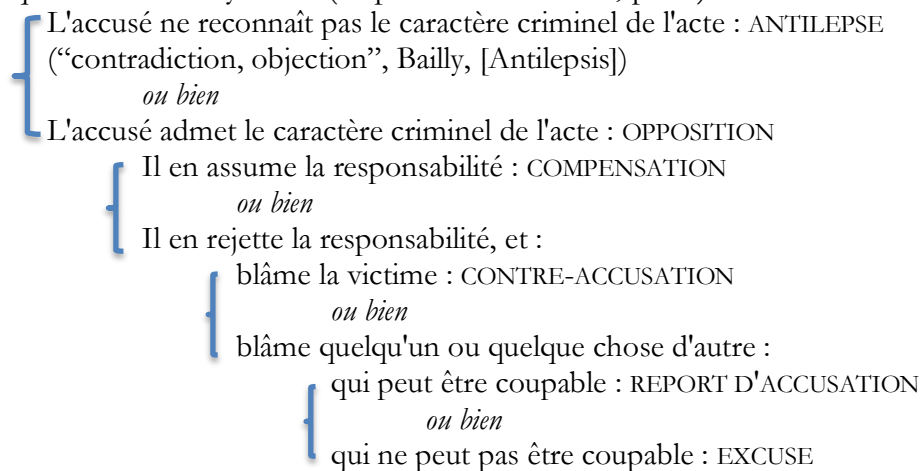 L'accusé ne reconnaît pas le caractère criminel de l'acte : ANTILEPSE
(“contradiction, objection”, Bailly, [Antilepsis])
ou bien
L'accusé admet le caractère criminel de l'acte : OPPOSITION
Il en assume la responsabilité : COMPENSATION
ou bien
Il en rejette la responsabilité, et :
blâme la victime : CONTRE-ACCUSATION
ou bien
blâme quelqu'un ou quelque chose d'autre :
qui peut être coupable : REPORT D'ACCUSATION
ou bien
qui ne peut pas être coupable : EXCUSE